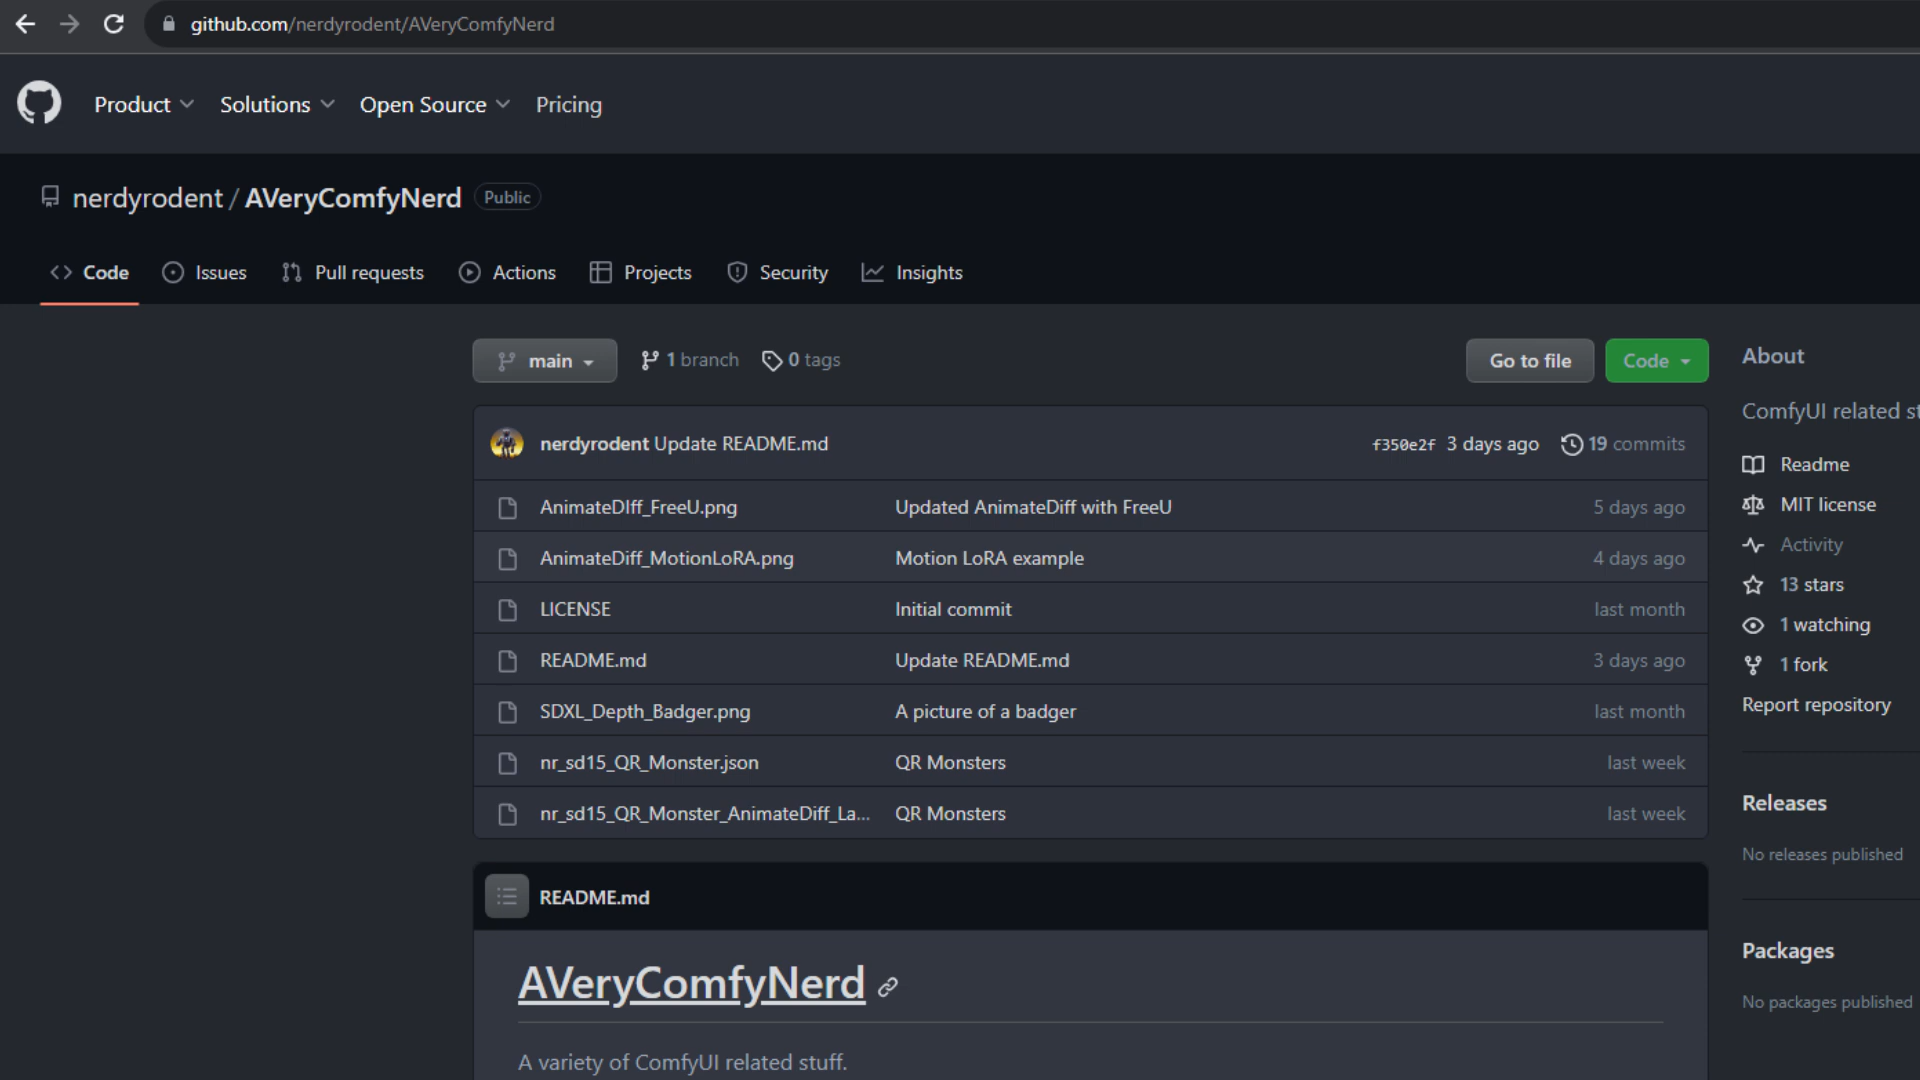 github.com/nerdyrodent/AVeryComfyNerd
Product Solutions Open Source Pricing
nerdyrodent / AVeryComfyNerd Public
Code Issues Pull requests Actions Projects Security Insights
main 1 branch 0 tags Go to file Code
nerdyrodent Update README.md f350e2f 3 days ago 19 commits
AnimateDIff_FreeU.png Updated AnimateDiff with FreeU 5 days ago
AnimateDiff_MotionLoRA.png Motion LoRA example 4 days ago
LICENSE Initial commit last month
README.md Update README.md 3 days ago
SDXL_Depth_Badger.png A picture of a badger last month
nr_sd15_QR_Monster.json QR Monsters last week
nr_sd15_QR_Monster_AnimateDiff_La... QR Monsters last week
README.md
AVeryComfyNerd
A variety of ComfyUI related stuff.
About
ComfyUI related st
Readme
MIT license
Activity
13 stars
1 watching
1 fork
Report repository
Releases
No releases published
Packages
No packages published